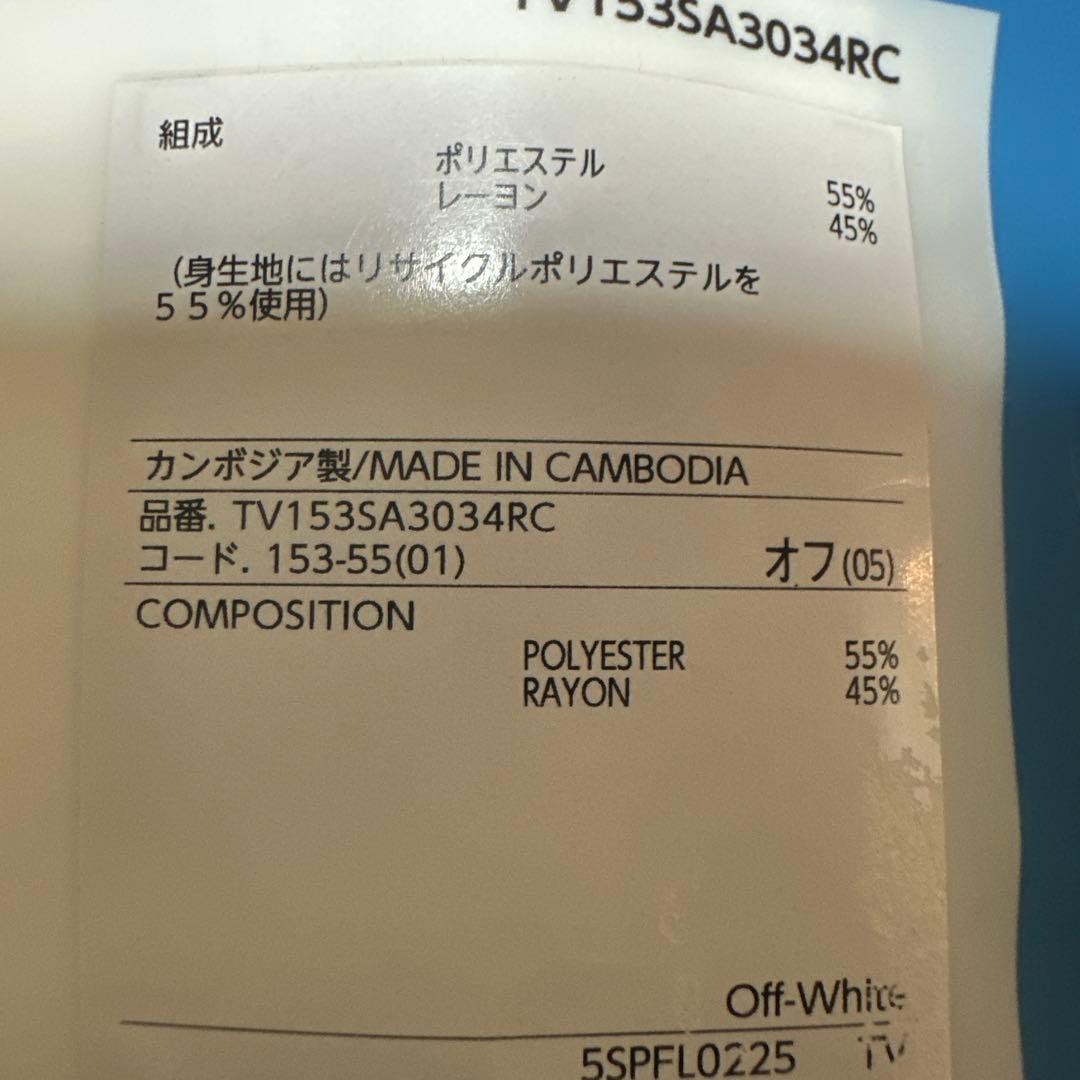 TV153SA3034RC
組成
ポリエステル 55%
レーヨン 45%
(身生地にはリサイクルポリエステルを
５５%使用)
カンボジア製/MADE IN CAMBODIA
品番. TV153SA3034RC
コード. 153-55(01) オフ(05)
COMPOSITION
POLYESTER 55%
RAYON 45%
Off-White
5SPFL0225 TV